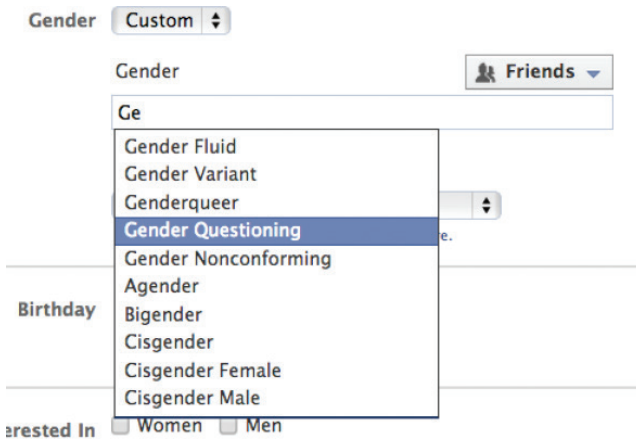 Gender Custom
Gender Friends
Ge
Gender Fluid
Gender Variant
Genderqueer
Gender Questioning
e.
Gender Nonconforming
Agender
Birthday Bigender
Cisgender
Cisgender Female
Cisgender Male
erested In Women Men